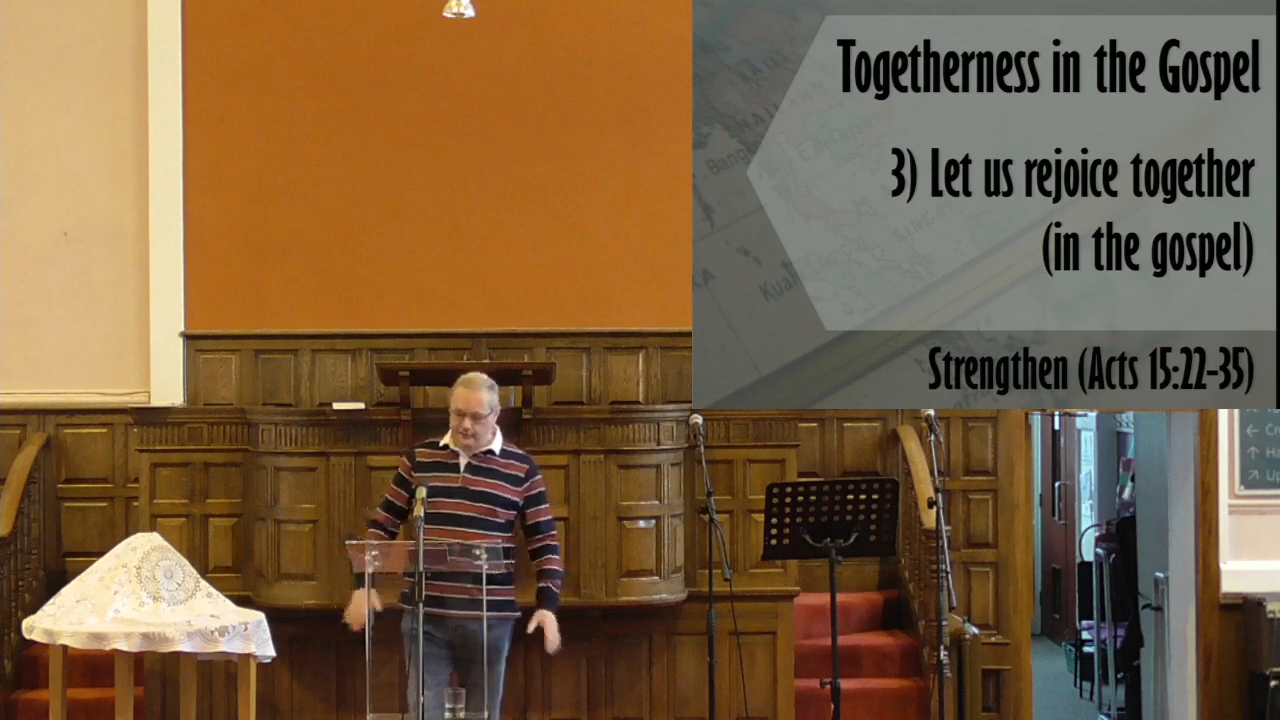 Togetherness in the Gospel
3) Let us rejoice together
(in the gospel)
Strengthen (Acts 15:22-35)